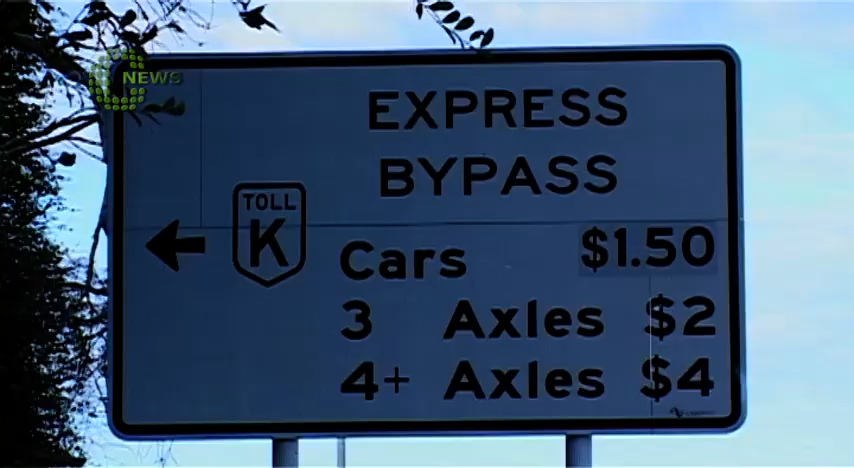 NEWS
EXPRESS
BYPASS
TOLL
K
Cars $1.50
3 Axles $2
4+ Axles $4